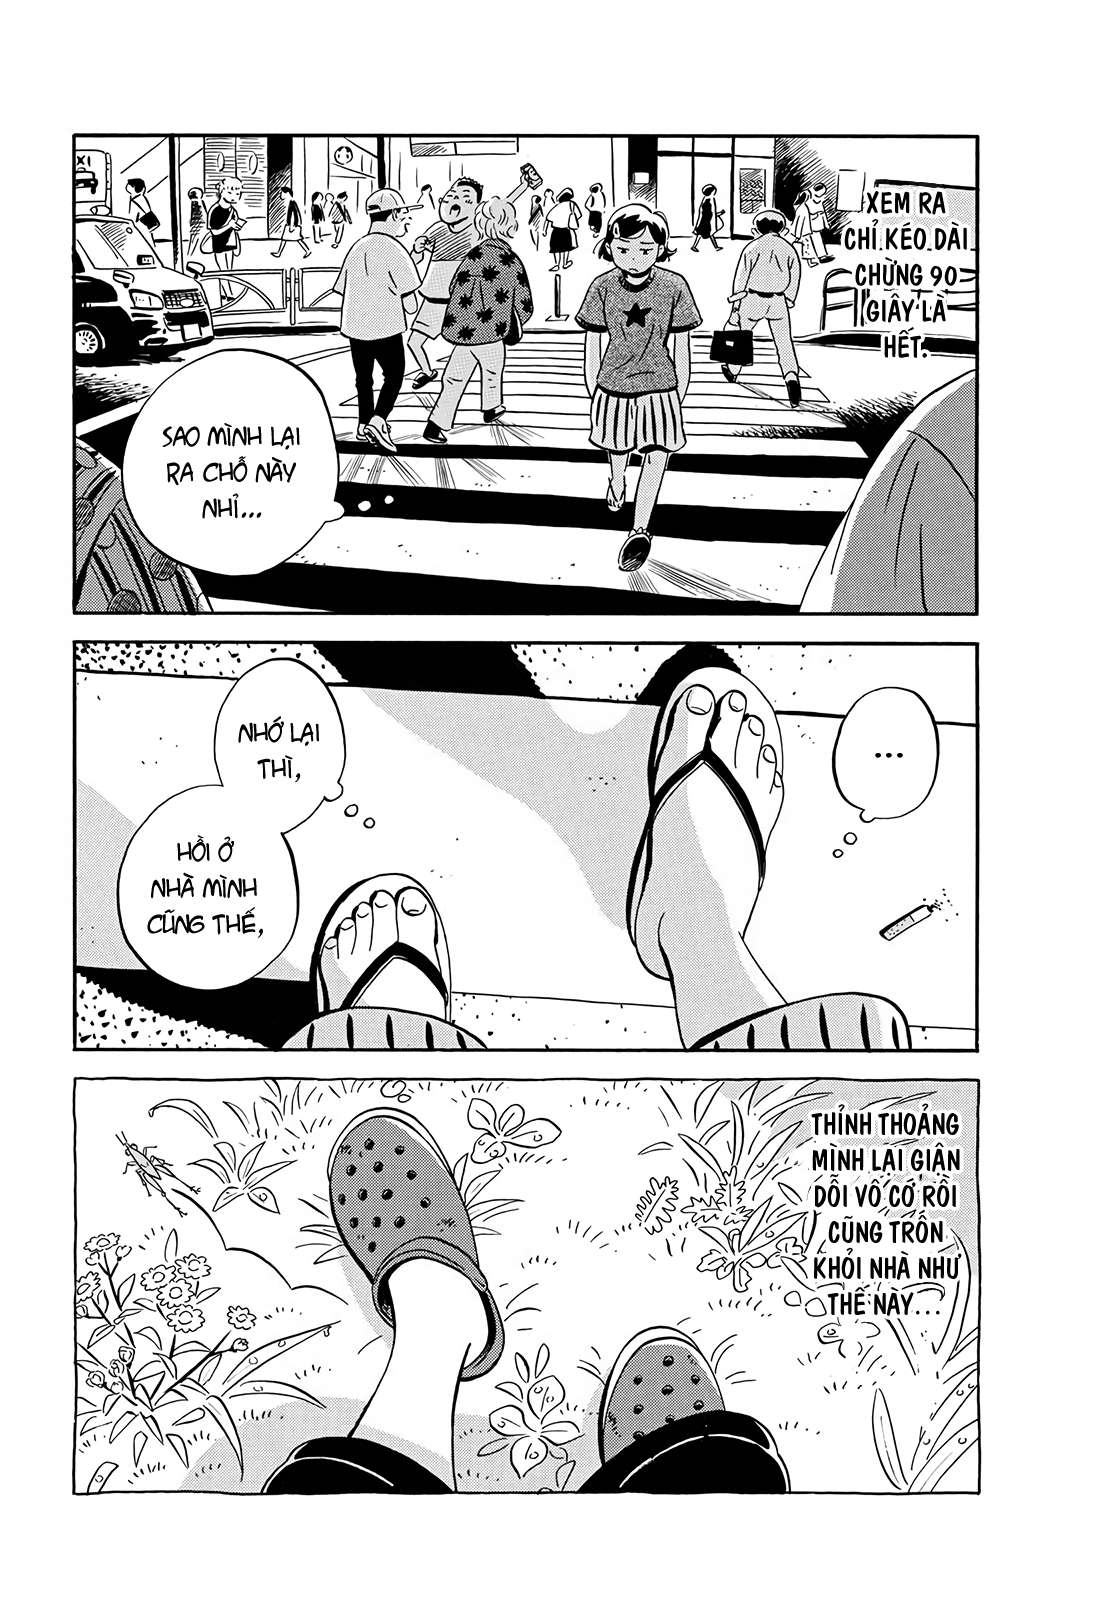 XI
XEM RA
CHỈ KÉO DÀI
CHỪNG 90
GIÂY LÀ
HẾT.
SAO MÌNH LẠI
RA CHỖ NÀY
NHỈ...
...
NHỚ LẠI
THÌ,
HỒI Ở
NHÀ MÌNH
CŨNG THẾ,
THỈNH THOẢNG
MÌNH LẠI GIẬN
DỖI VÔ CỚ RỒI
CŨNG TRỐN
KHỎI NHÀ NHƯ
THẾ NÀY...